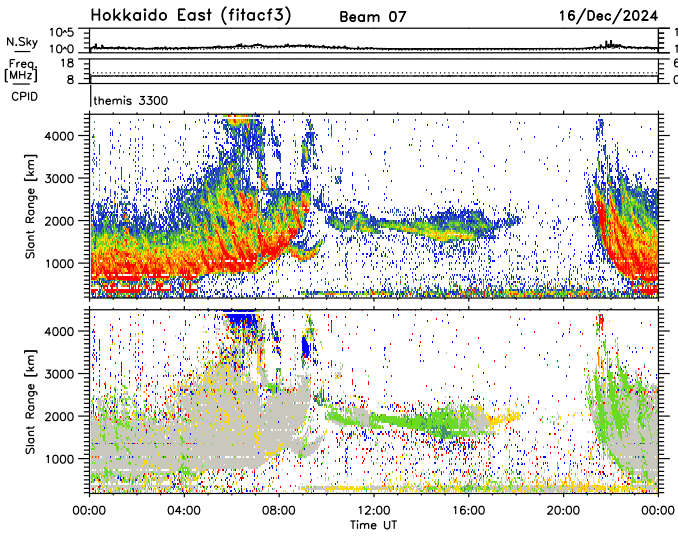 Hokkaido East (fitacf3) Beam 07 16/Dec/2024
N.Sky 10^5 10^0
Freq. [MHz] 18 8 6
CPID themis 3300
Slant Range [km] 4000 3000 2000 1000
Slant Range [km] 4000 3000 2000 1000
00:00 04:00 08:00 12:00 16:00 20:00 00:00
Time UT